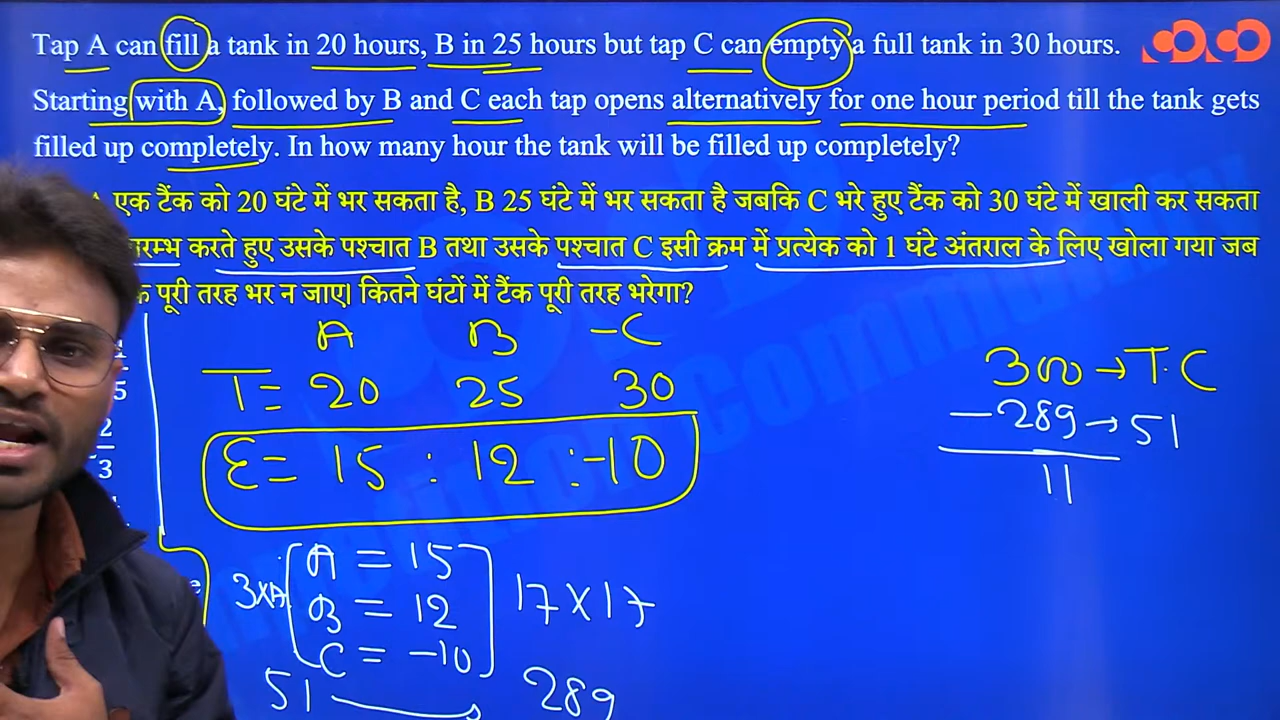 Tap A can fill a tank in 20 hours, B in 25 hours but tap C can empty a full tank in 30 hours.
Starting with A, followed by B and C each tap opens alternatively for one hour period till the tank gets
filled up completely. In how many hour the tank will be filled up completely?
एक टैंक को 20 घंटे में भर सकता है, B 25 घंटे में भर सकता है जबकि C भरे हुए टैंक को 30 घंटे में खाली कर सकता
करते हुए उसके पश्चात B तथा उसके पश्चात C इसी क्रम में प्रत्येक को 1 घंटे अंतराल के लिए खोला गया जब
पूरी तरह भर न जाए। कितने घंटों में टैंक पूरी तरह भरेगा?
A B -C
T = 20 25 30
E = 15 : 12 : -10
300 → T.C
- 289 → 51
11
A = 15
B = 12 17 × 17
C = -10
51 → 289
5
2
3